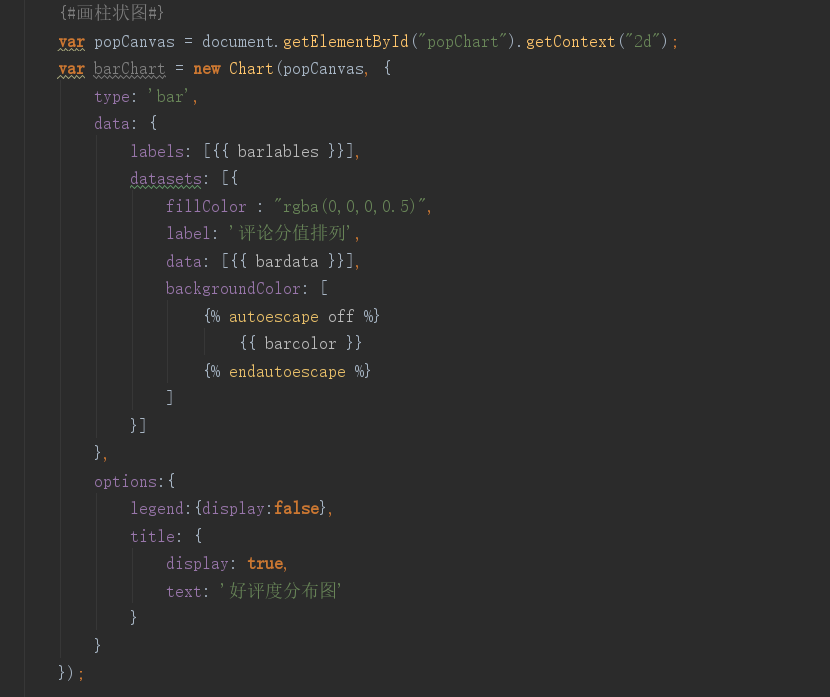 {#画柱状图#}
var popCanvas = document.getElementById("popChart").getContext("2d");
var barChart = new Chart(popCanvas, {
    type: 'bar',
    data: {
        labels: [{{ barlables }}],
        datasets: [{
            fillColor : "rgba(0,0,0,0.5)",
            label: '评论分值排列',
            data: [{{ bardata }}],
            backgroundColor: [
                {% autoescape off %}
                    {{ barcolor }}
                {% endautoescape %}
            ]
        }]
    },
    options:{
        legend:{display:false},
        title: {
            display: true,
            text: '好评度分布图'
        }
    }
});